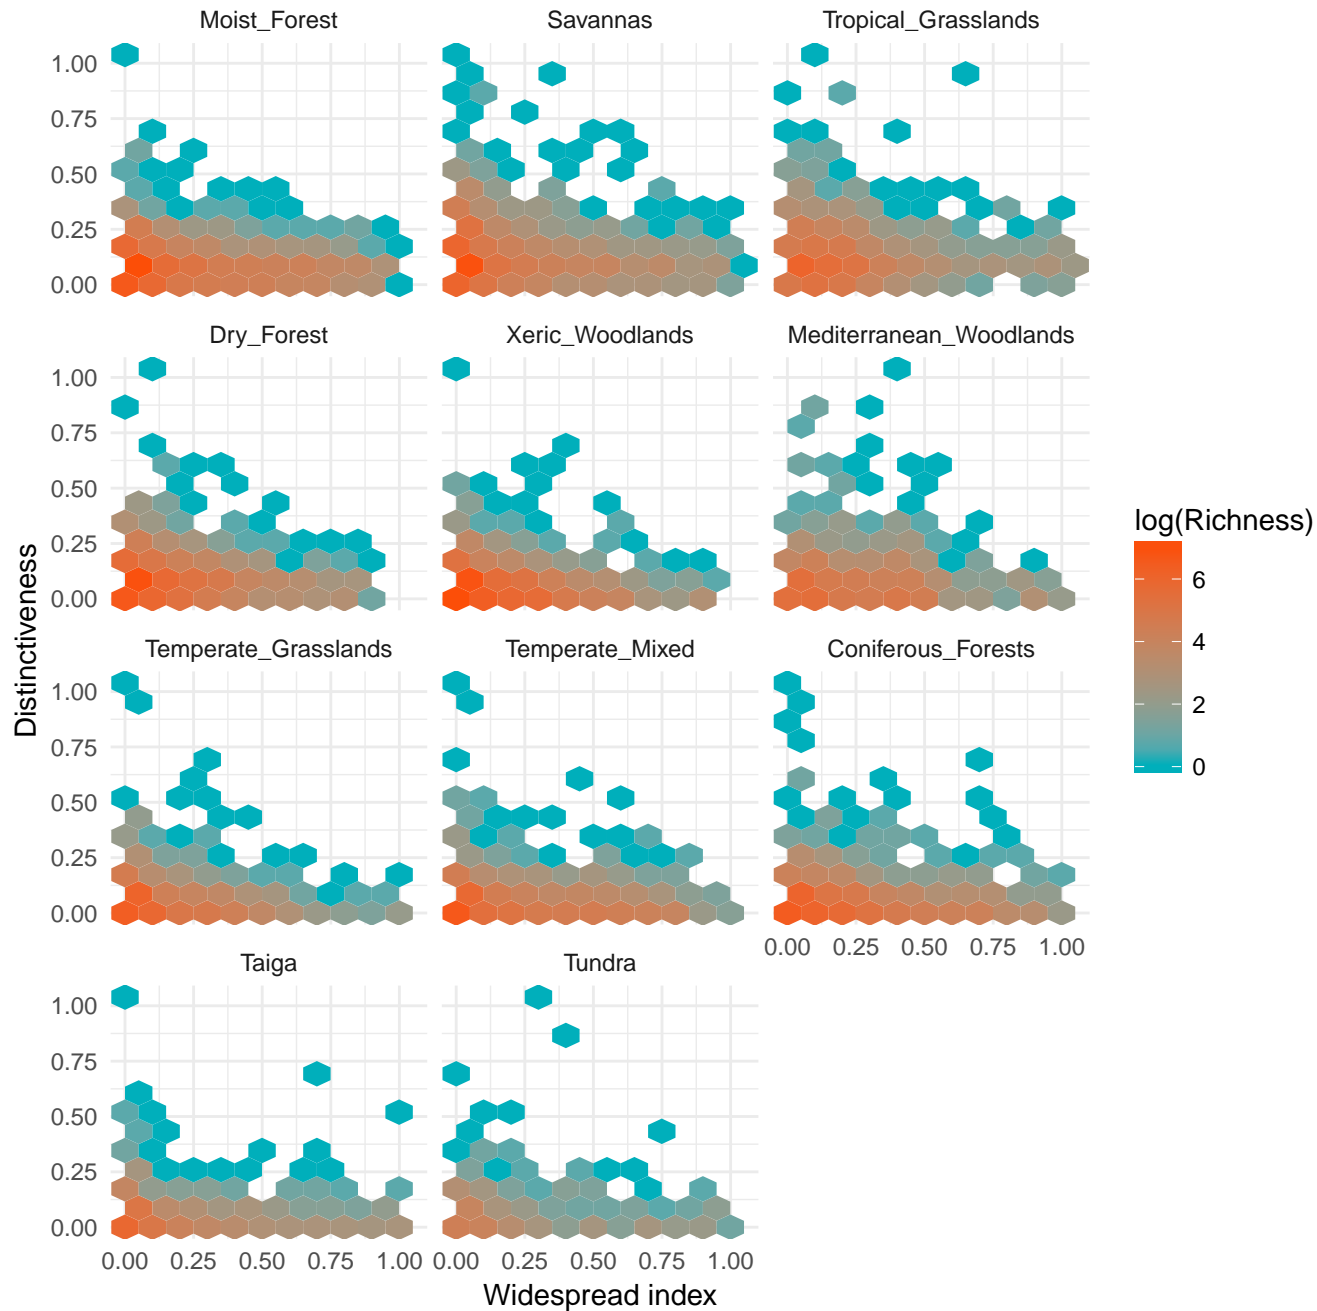 Moist_Forest Savannas Tropical_Grasslands
1.00
0.75
0.50
0.25
0.00
Dry_Forest Xeric_Woodlands Mediterranean_Woodlands
1.00
0.75
0.50
0.25
0.00
Temperate_Grasslands Temperate_Mixed Coniferous_Forests
1.00
0.75
0.50
0.25
0.00
0.00 0.25 0.50 0.75 1.00
Taiga Tundra
1.00
0.75
0.50
0.25
0.00
0.00 0.25 0.50 0.75 1.00 0.00 0.25 0.50 0.75 1.00
Widespread index
Distinctiveness
log(Richness)
6
4
2
0